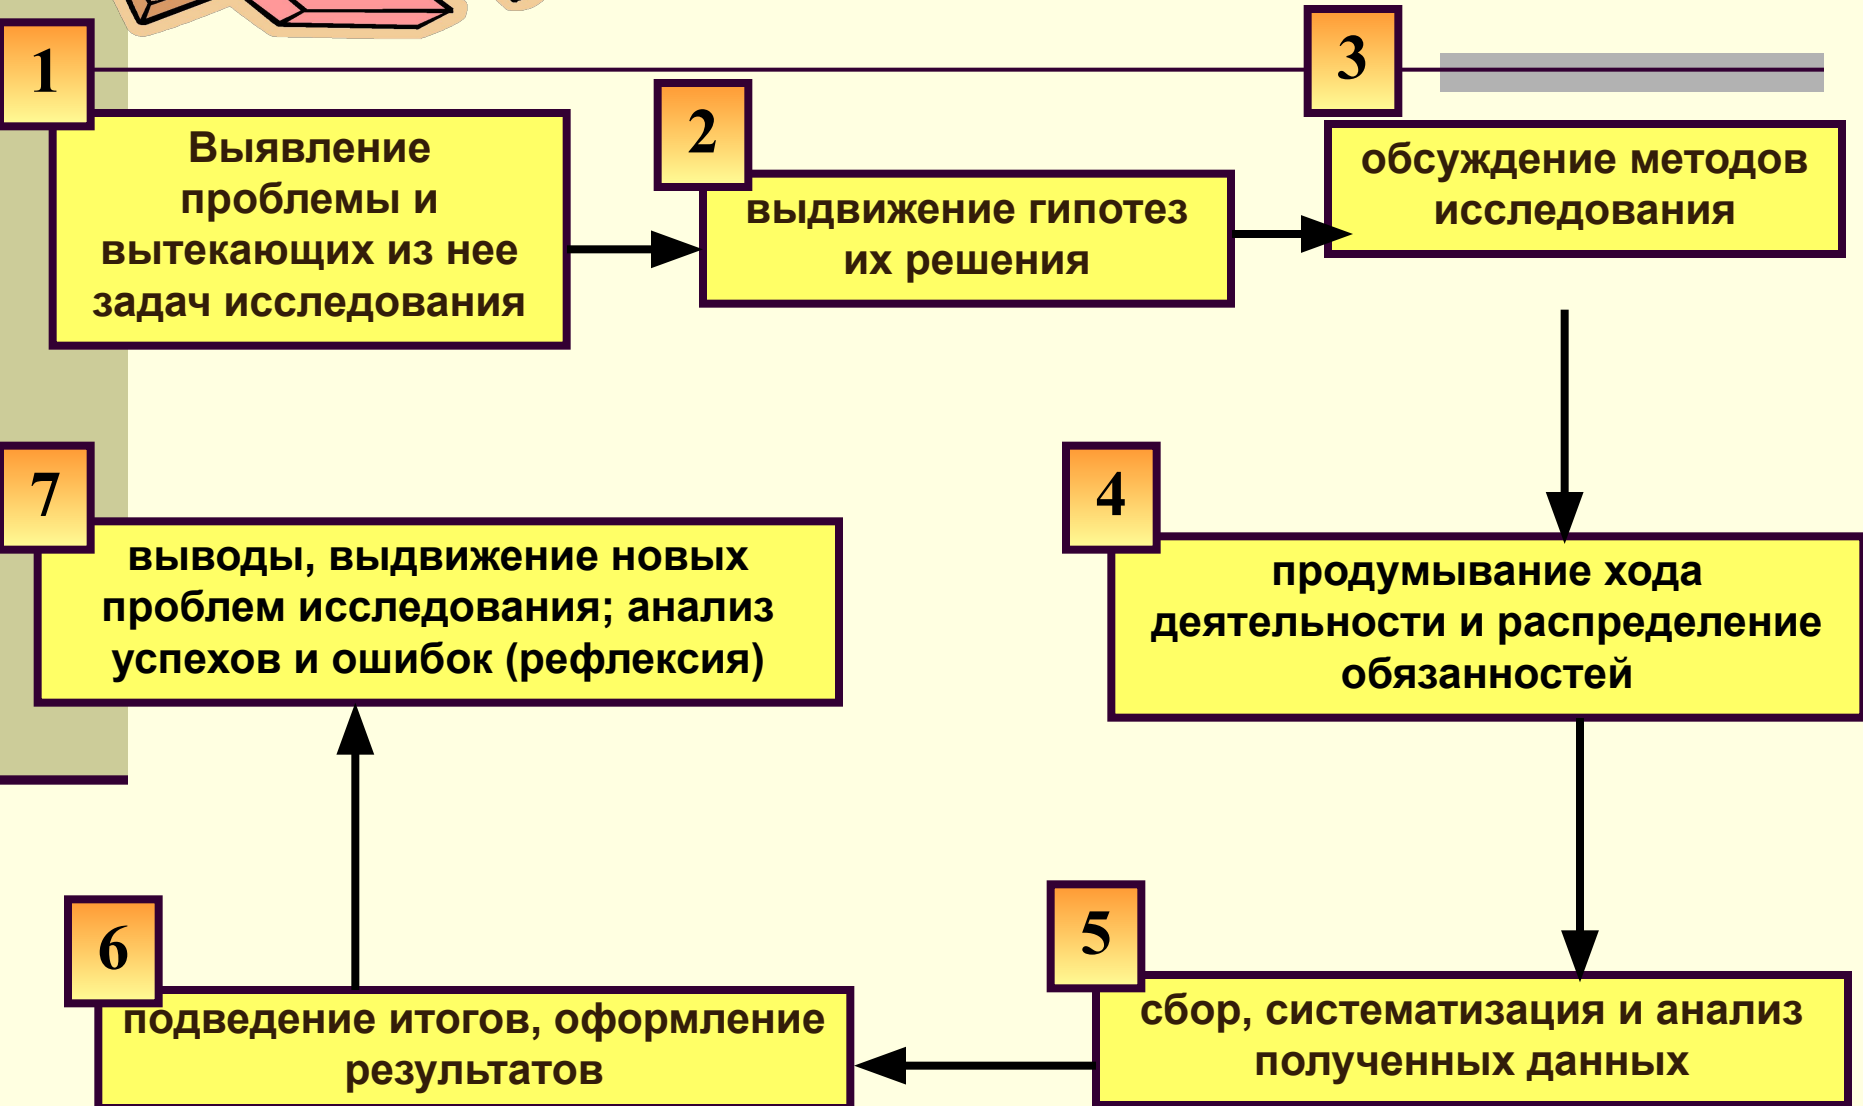 1
Выявление
проблемы и
вытекающих из нее
задач исследования
2
выдвижение гипотез
их решения
3
обсуждение методов
исследования
4
продумывание хода
деятельности и распределение
обязанностей
5
сбор, систематизация и анализ
полученных данных
6
подведение итогов, оформление
результатов
7
выводы, выдвижение новых
проблем исследования; анализ
успехов и ошибок (рефлексия)